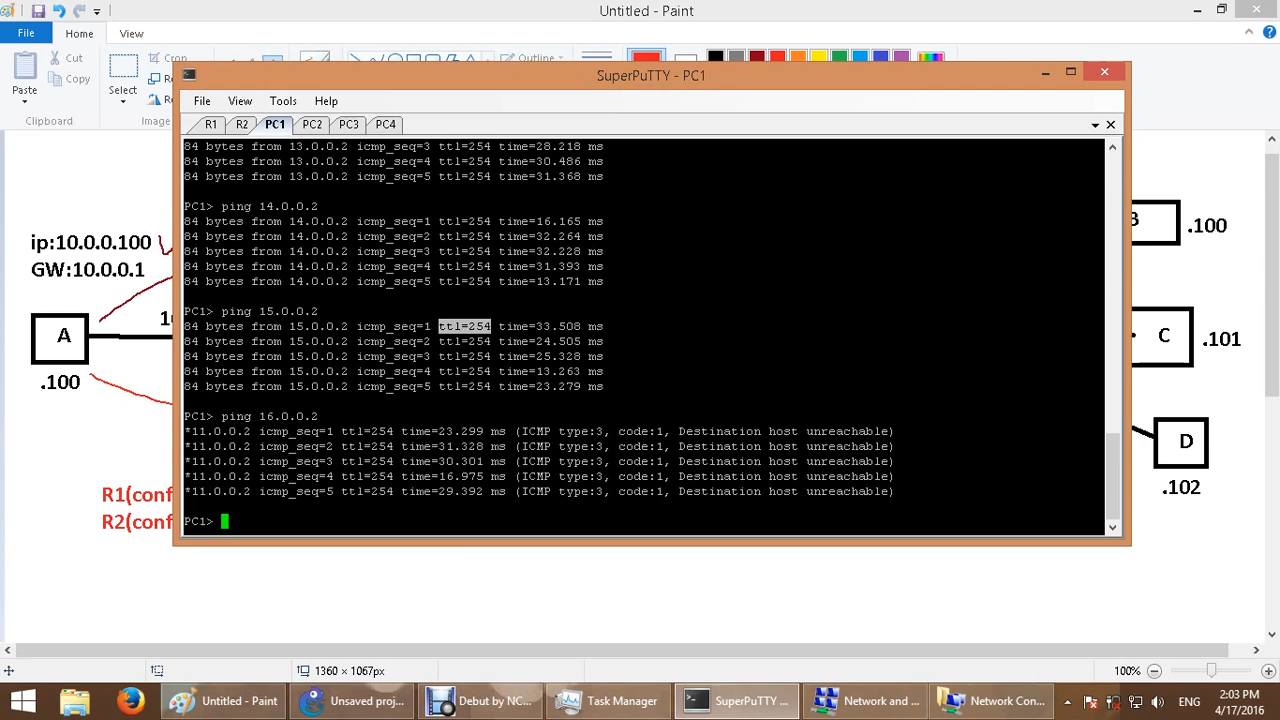 Untitled - Paint
File Home View
Cut
Copy
Paste
Clipboard
Select
Crop
Image
Outline
SuperPuTTY - PC1
File View Tools Help
R1 R2 PC1 PC2 PC3 PC4
84 bytes from 13.0.0.2 icmp_seq=3 ttl=254 time=28.218 ms
84 bytes from 13.0.0.2 icmp_seq=4 ttl=254 time=30.486 ms
84 bytes from 13.0.0.2 icmp_seq=5 ttl=254 time=31.368 ms
PC1> ping 14.0.0.2
84 bytes from 14.0.0.2 icmp_seq=1 ttl=254 time=16.165 ms
84 bytes from 14.0.0.2 icmp_seq=2 ttl=254 time=32.264 ms
84 bytes from 14.0.0.2 icmp_seq=3 ttl=254 time=32.228 ms
84 bytes from 14.0.0.2 icmp_seq=4 ttl=254 time=31.393 ms
84 bytes from 14.0.0.2 icmp_seq=5 ttl=254 time=13.171 ms
PC1> ping 15.0.0.2
84 bytes from 15.0.0.2 icmp_seq=1 ttl=254 time=33.508 ms
84 bytes from 15.0.0.2 icmp_seq=2 ttl=254 time=24.505 ms
84 bytes from 15.0.0.2 icmp_seq=3 ttl=254 time=25.328 ms
84 bytes from 15.0.0.2 icmp_seq=4 ttl=254 time=13.263 ms
84 bytes from 15.0.0.2 icmp_seq=5 ttl=254 time=23.279 ms
PC1> ping 16.0.0.2
*11.0.0.2 icmp_seq=1 ttl=254 time=23.299 ms (ICMP type:3, code:1, Destination host unreachable)
*11.0.0.2 icmp_seq=2 ttl=254 time=31.328 ms (ICMP type:3, code:1, Destination host unreachable)
*11.0.0.2 icmp_seq=3 ttl=254 time=30.301 ms (ICMP type:3, code:1, Destination host unreachable)
*11.0.0.2 icmp_seq=4 ttl=254 time=16.975 ms (ICMP type:3, code:1, Destination host unreachable)
*11.0.0.2 icmp_seq=5 ttl=254 time=29.392 ms (ICMP type:3, code:1, Destination host unreachable)
PC1>
ip:10.0.0.100
GW:10.0.0.1
A
.100
R1(conf
R2(conf
B .100
C .101
D
.102
1360 × 1067px
100%
Untitled - Paint
Unsaved proj...
Debut by NC...
Task Manager
SuperPuTTY ...
Network and ...
Network Con...
ENG
2:03 PM
4/17/2016